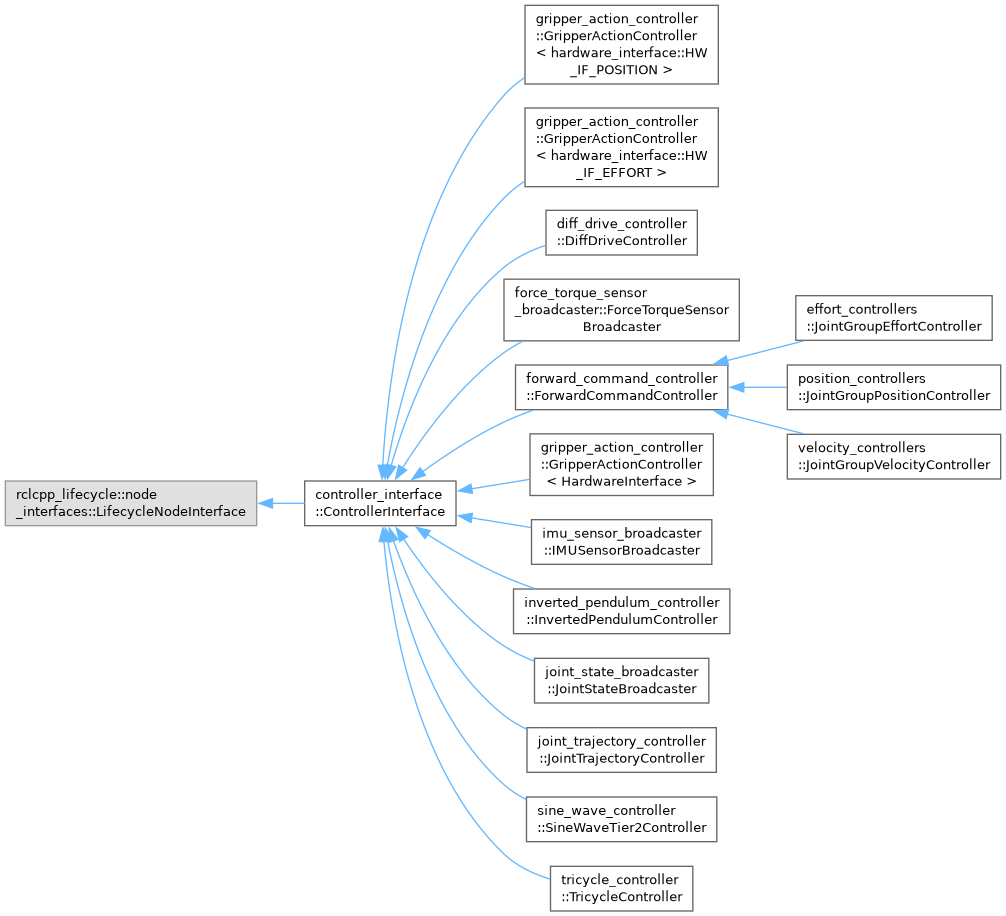 gripper_action_controller
::GripperActionController
< hardware_interface::HW
_IF_POSITION >
gripper_action_controller
::GripperActionController
< hardware_interface::HW
_IF_EFFORT >
diff_drive_controller
::DiffDriveController
force_torque_sensor
_broadcaster::ForceTorqueSensor
Broadcaster
effort_controllers
::JointGroupEffortController
forward_command_controller
::ForwardCommandController
position_controllers
::JointGroupPositionController
velocity_controllers
::JointGroupVelocityController
gripper_action_controller
::GripperActionController
< HardwareInterface >
rclcpp_lifecycle::node
_interfaces::LifecycleNodeInterface
controller_interface
::ControllerInterface
imu_sensor_broadcaster
::IMUSensorBroadcaster
inverted_pendulum_controller
::InvertedPendulumController
joint_state_broadcaster
::JointStateBroadcaster
joint_trajectory_controller
::JointTrajectoryController
sine_wave_controller
::SineWaveTier2Controller
tricycle_controller
::TricycleController